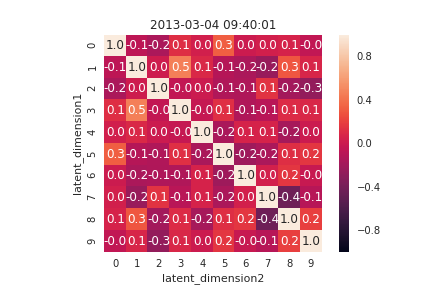 2013-03-04 09:40:01
0 1.0 -0.1 -0.2 0.1 0.0 0.3 0.0 0.0 0.1 -0.0
1 -0.1 1.0 0.0 0.5 0.1 -0.1 -0.2 -0.2 0.3 0.1
2 -0.2 0.0 1.0 -0.0 0.0 -0.1 -0.1 0.1 -0.2 -0.3
3 0.1 0.5 -0.0 1.0 -0.0 0.1 -0.1 -0.1 0.1 0.1
4 0.0 0.1 0.0 -0.0 1.0 -0.2 0.1 0.1 -0.2 0.0
5 0.3 -0.1 -0.1 0.1 -0.2 1.0 -0.2 -0.2 0.1 0.2
6 0.0 -0.2 -0.1 -0.1 0.1 -0.2 1.0 0.0 0.2 -0.0
7 0.0 -0.2 0.1 -0.1 0.1 -0.2 0.0 1.0 -0.4 -0.1
8 0.1 0.3 -0.2 0.1 -0.2 0.1 0.2 -0.4 1.0 0.2
9 -0.0 0.1 -0.3 0.1 0.0 0.2 -0.0 -0.1 0.2 1.0
0 1 2 3 4 5 6 7 8 9
latent_dimension2
latent_dimension1
0.8
0.4
0.0
-0.4
-0.8